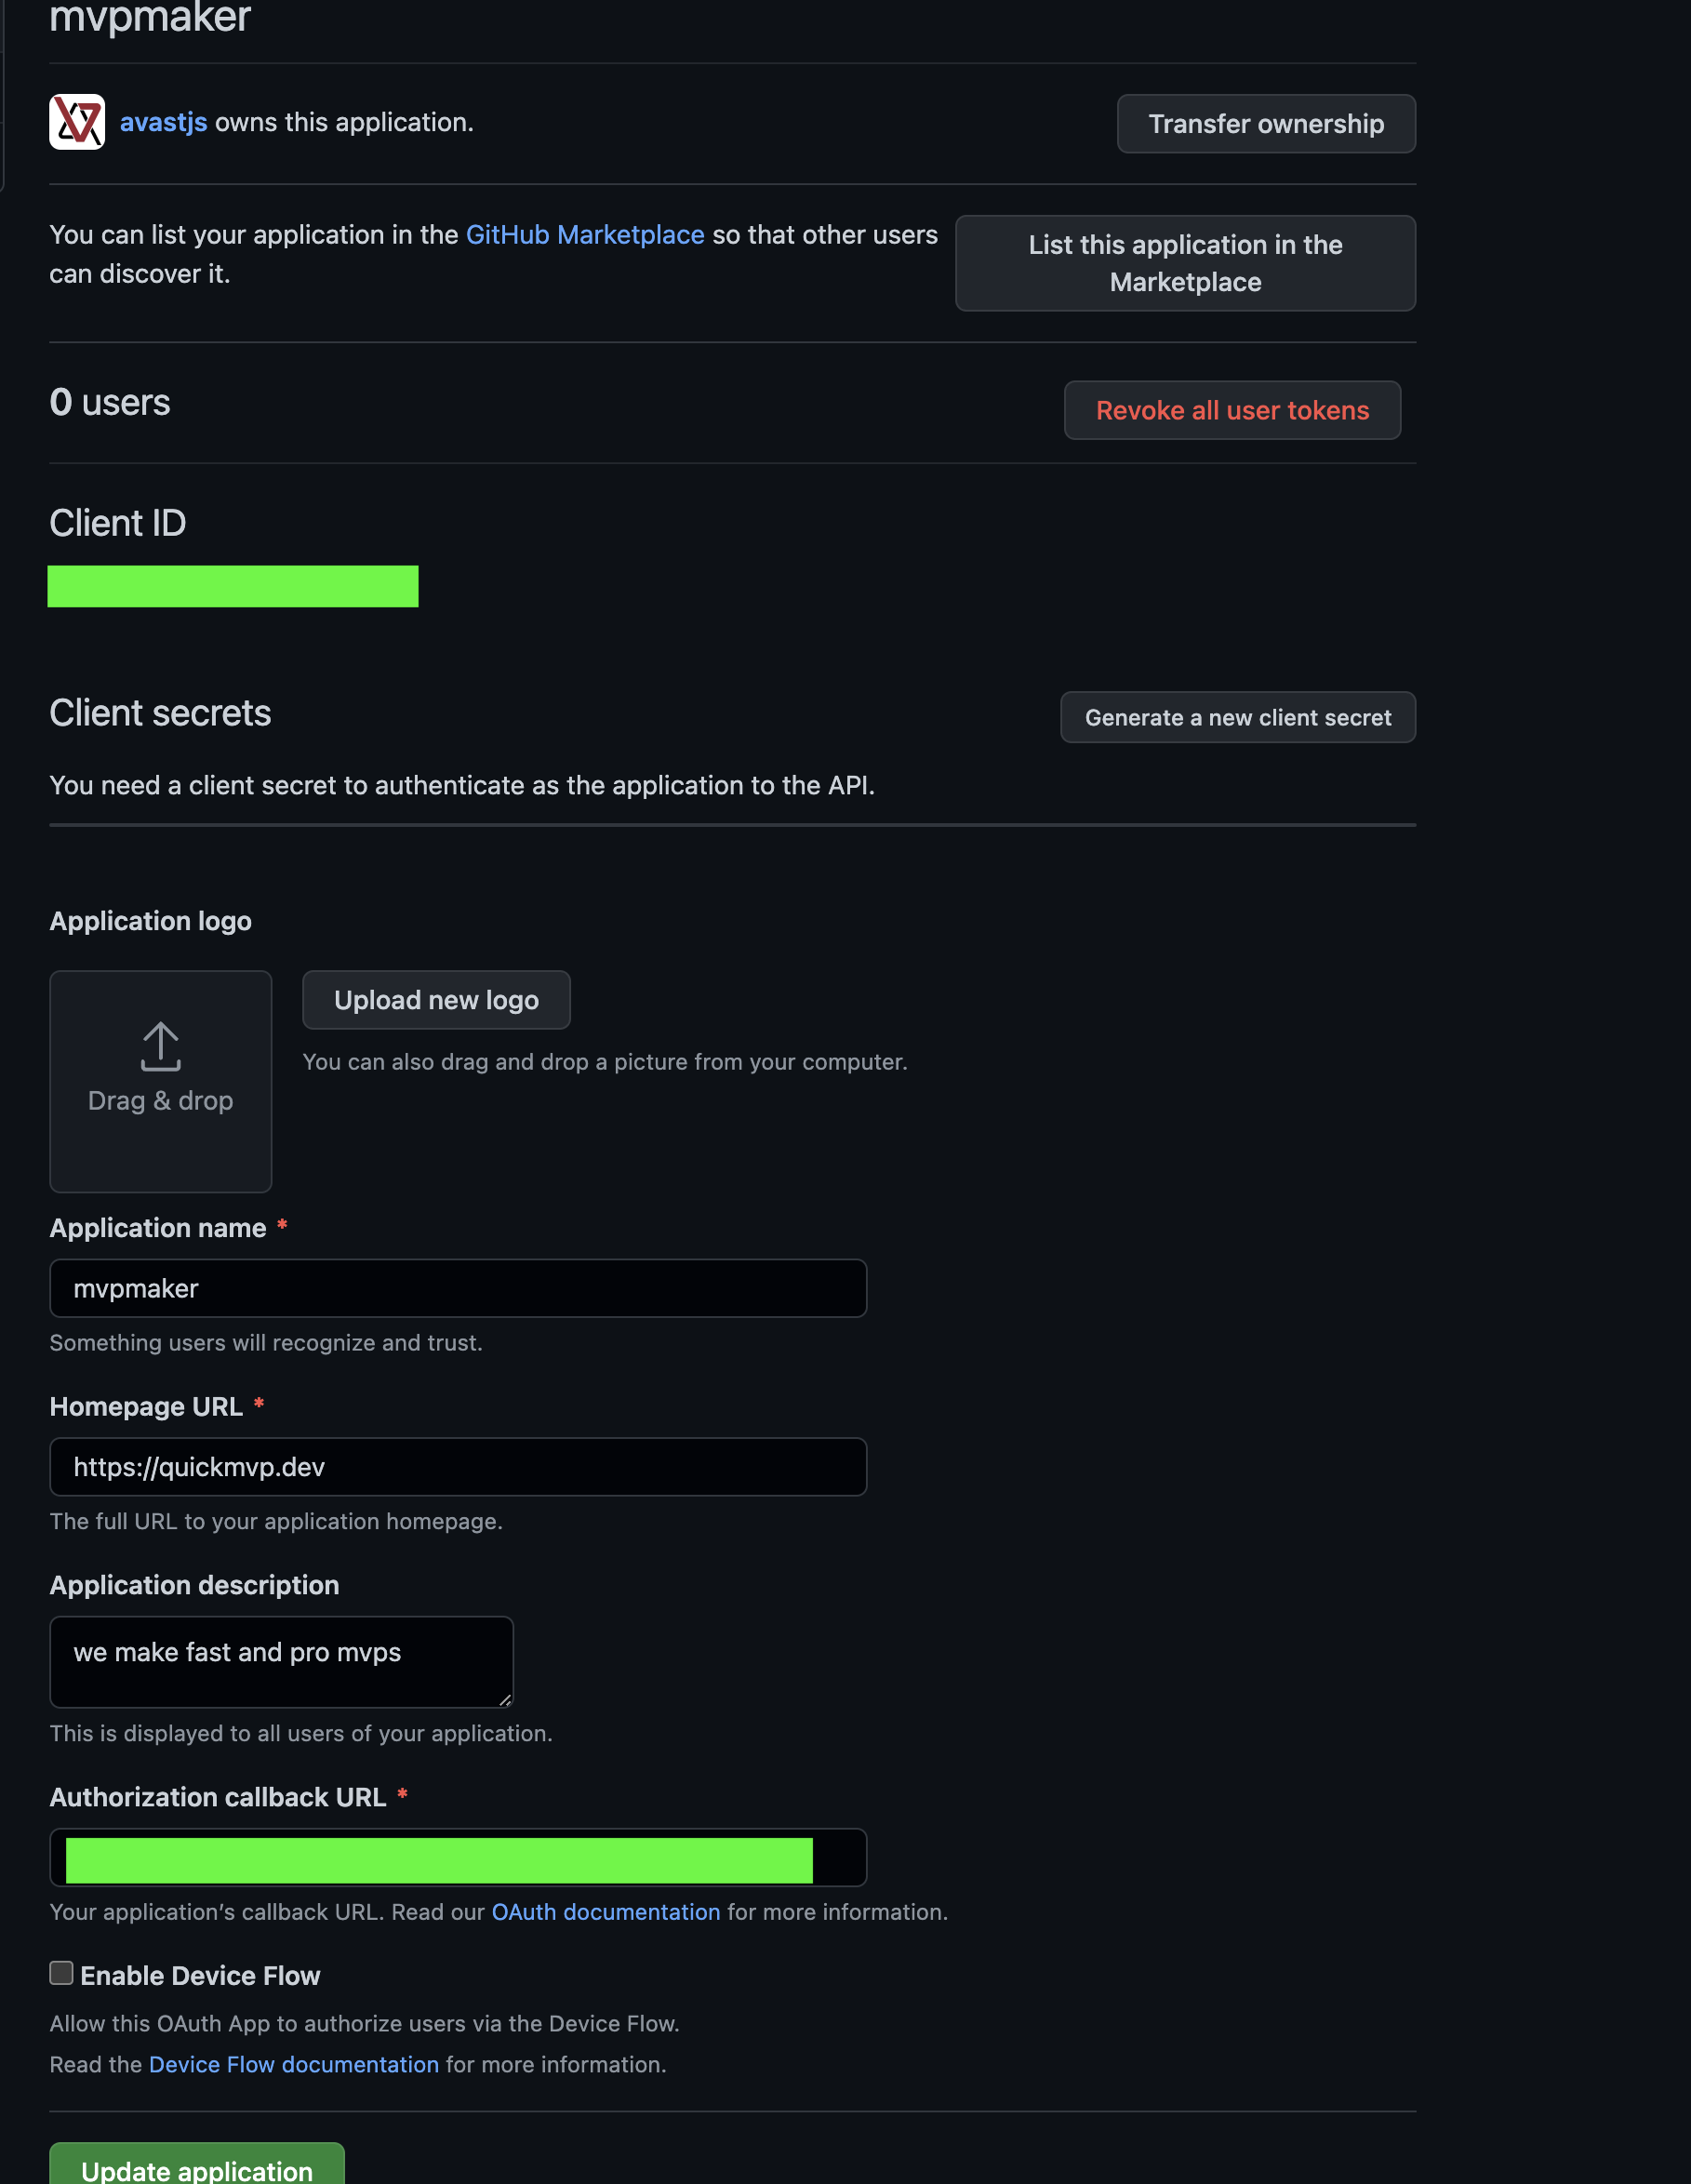 mvpmaker
avastjs owns this application.
Transfer ownership
You can list your application in the GitHub Marketplace so that other users
can discover it.
List this application in the
Marketplace
0 users
Revoke all user tokens
Client ID
Client secrets
Generate a new client secret
You need a client secret to authenticate as the application to the API.
Application logo
Drag & drop
Upload new logo
You can also drag and drop a picture from your computer.
Application name *
mvpmaker
Something users will recognize and trust.
Homepage URL *
https://quickmvp.dev
The full URL to your application homepage.
Application description
we make fast and pro mvps
This is displayed to all users of your application.
Authorization callback URL *
Your application’s callback URL. Read our OAuth documentation for more information.
Enable Device Flow
Allow this OAuth App to authorize users via the Device Flow.
Read the Device Flow documentation for more information.
Update application